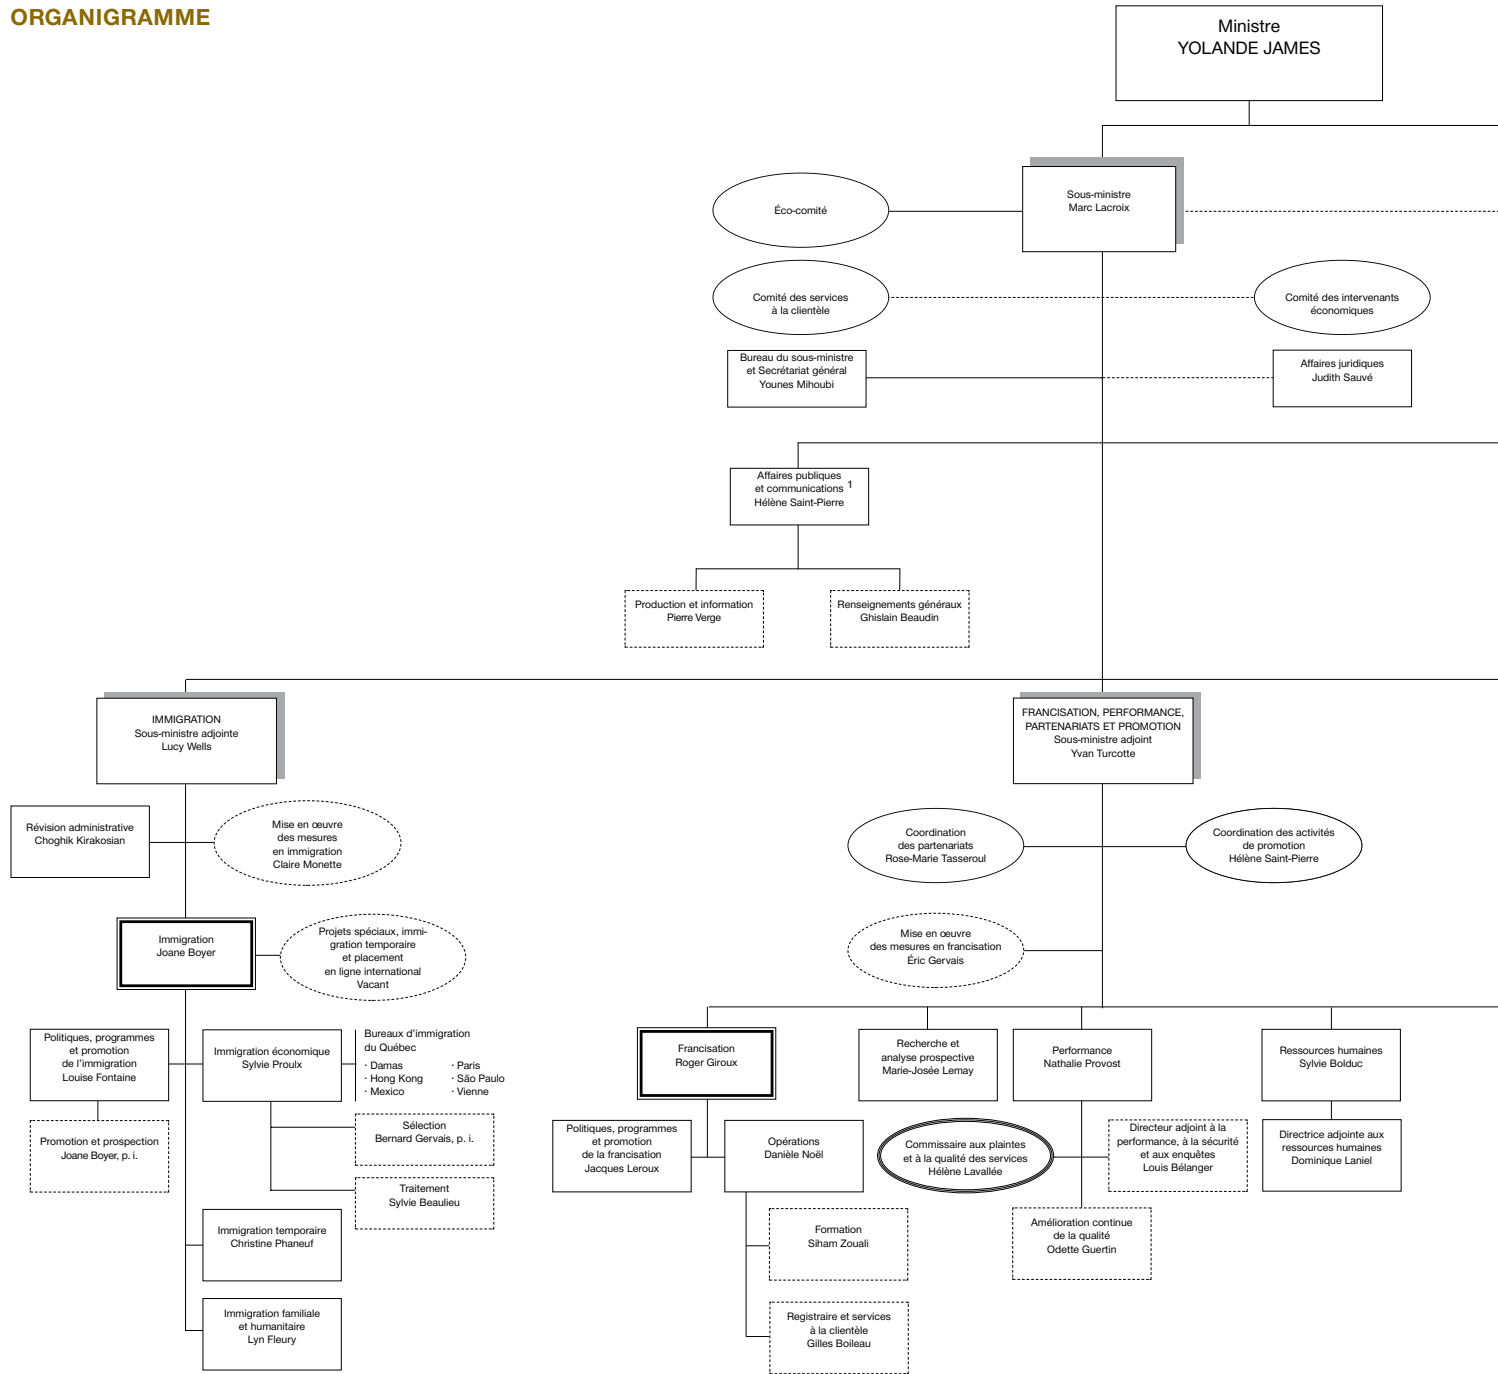 ORGANIGRAMME
Ministre
YOLANDE JAMES
Sous-ministre
Marc Lacroix
Éco-comité
Comité des services
à la clientèle
Comité des intervenants
économiques
Bureau du sous-ministre
et Secrétariat général
Younes Mihoubi
Affaires juridiques
Judith Sauvé
Affaires publiques
et communications 1
Hélène Saint-Pierre
Production et information
Pierre Verge
Renseignements généraux
Ghislain Beaudin
IMMIGRATION
Sous-ministre adjointe
Lucy Wells
FRANCISATION, PERFORMANCE,
PARTENARIATS ET PROMOTION
Sous-ministre adjoint
Yvan Turcotte
Révision administrative
Choghik Kirakosian
Mise en œuvre
des mesures
en immigration
Claire Monette
Coordination
des partenariats
Rose-Marie Tasseroul
Coordination des activités
de promotion
Hélène Saint-Pierre
Immigration
Joane Boyer
Projets spéciaux, immi-
gration temporaire
et placement
en ligne international
Vacant
Mise en œuvre
des mesures en francisation
Éric Gervais
Politiques, programmes
et promotion
de l'immigration
Louise Fontaine
Immigration économique
Sylvie Proulx
Bureaux d'immigration
du Québec
· Damas
· Hong Kong
· Mexico
· Paris
· São Paulo
· Vienne
Francisation
Roger Giroux
Recherche et
analyse prospective
Marie-Josée Lemay
Performance
Nathalie Provost
Ressources humaines
Sylvie Bolduc
Promotion et prospection
Joane Boyer, p. i.
Sélection
Bernard Gervais, p. i.
Traitement
Sylvie Beaulieu
Politiques, programmes
et promotion
de la francisation
Jacques Leroux
Opérations
Danièle Noël
Commissaire aux plaintes
et à la qualité des services
Hélène Lavallée
Directeur adjoint à la
performance, à la sécurité
et aux enquêtes
Louis Bélanger
Directrice adjointe aux
ressources humaines
Dominique Laniel
Immigration temporaire
Christine Phaneuf
Formation
Siham Zouali
Amélioration continue
de la qualité
Odette Guertin
Immigration familiale
et humanitaire
Lyn Fleury
Registraire et services
à la clientèle
Gilles Boileau